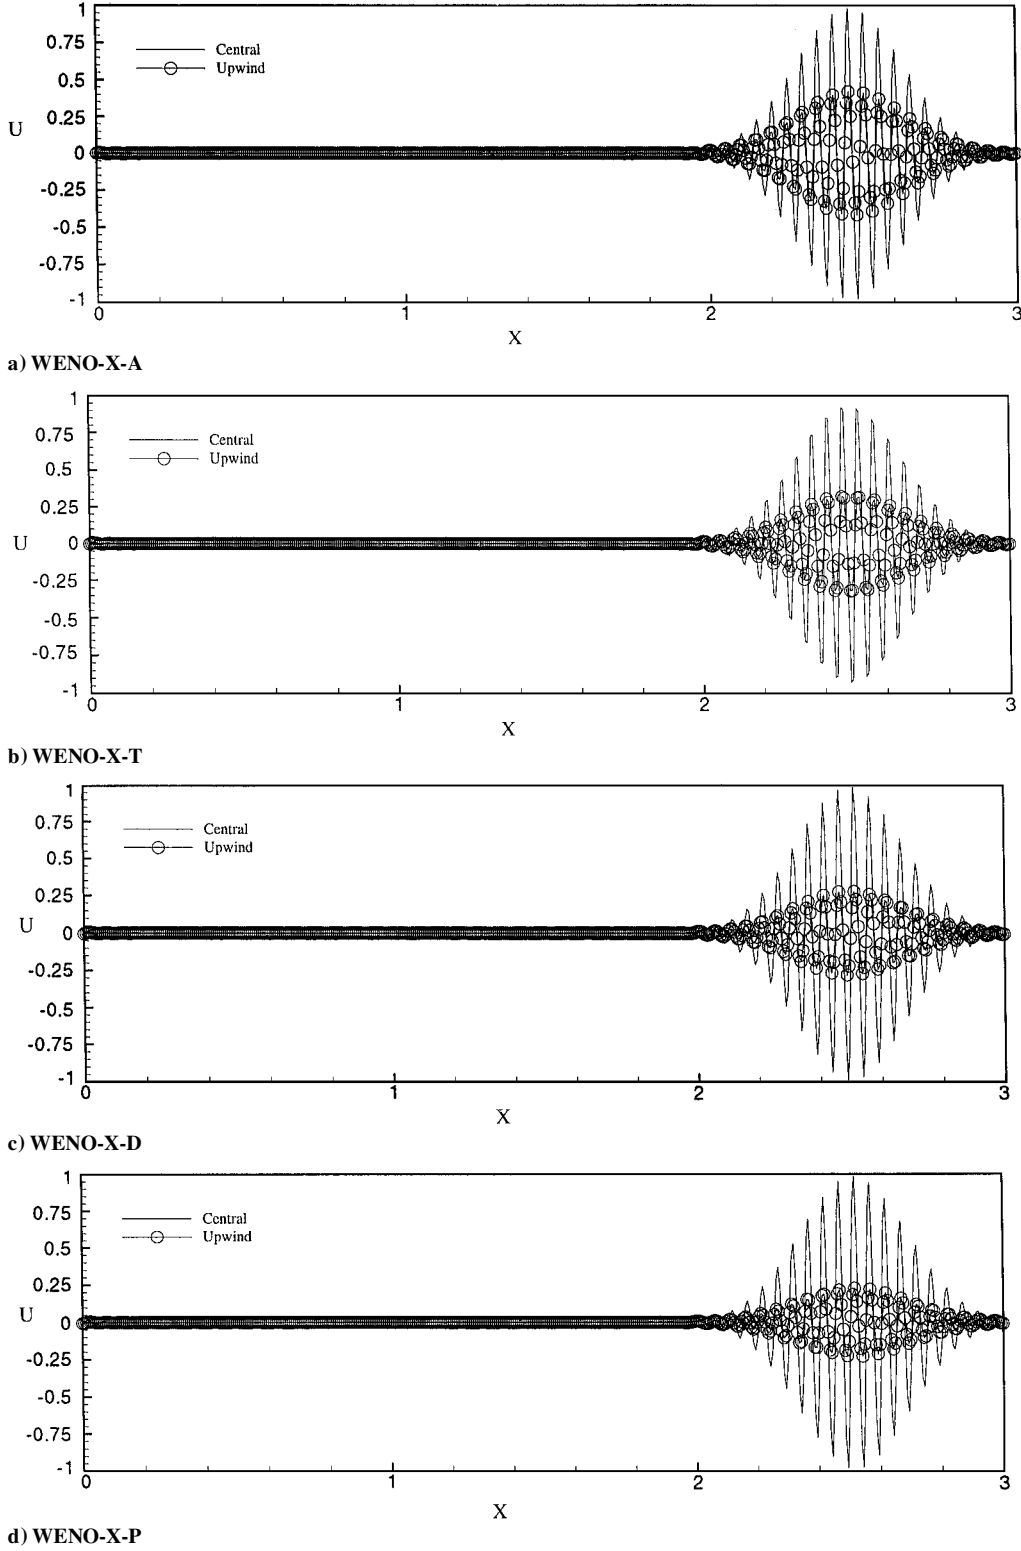 1
0.75
0.5
0.25
0
-0.25
-0.5
-0.75
-1
U
Central
Upwind
0 1 2 3
X
a) WENO-X-A
1
0.75
0.5
0.25
0
-0.25
-0.5
-0.75
-1
U
Central
Upwind
0 1 2 3
X
b) WENO-X-T
1
0.75
0.5
0.25
0
-0.25
-0.5
-0.75
-1
U
Central
Upwind
0 1 2 3
X
c) WENO-X-D
1
0.75
0.5
0.25
0
-0.25
-0.5
-0.75
-1
U
Central
Upwind
0 1 2 3
X
d) WENO-X-P